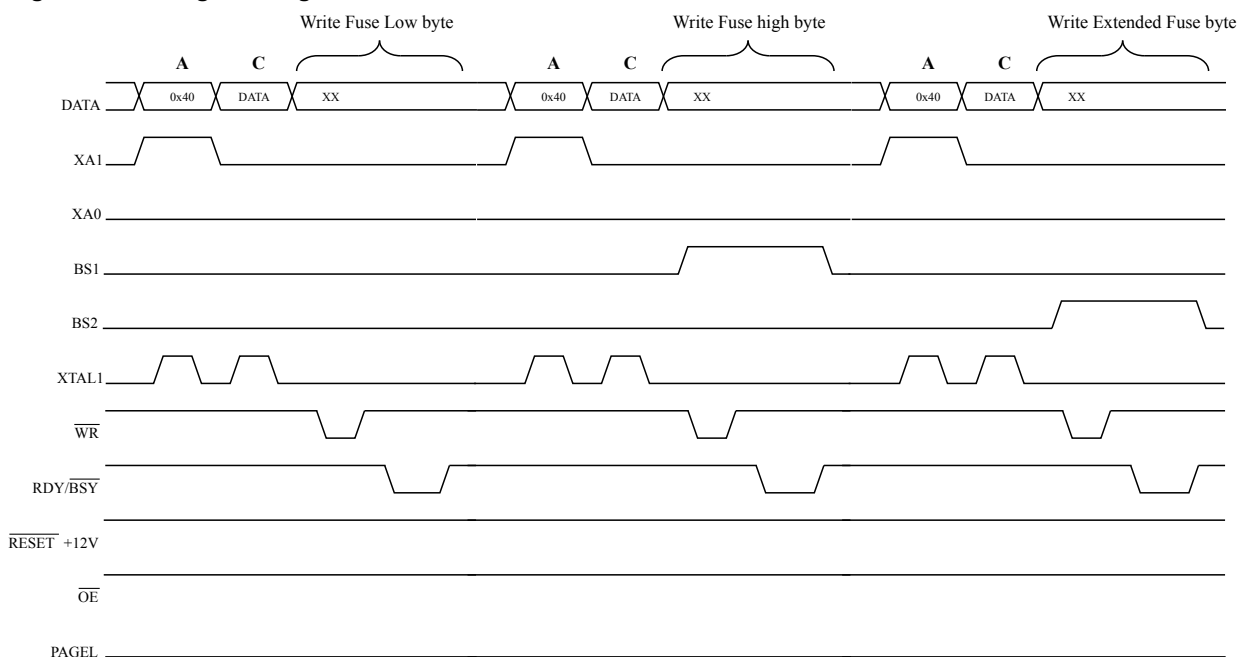 Write Fuse Low byte Write Fuse high byte Write Extended Fuse byte
A C A C A C
DATA 0x40 DATA XX 0x40 DATA XX 0x40 DATA XX
XA1
XA0
BS1
BS2
XTAL1
WR
RDY/BSY
RESET +12V
OE
PAGEL